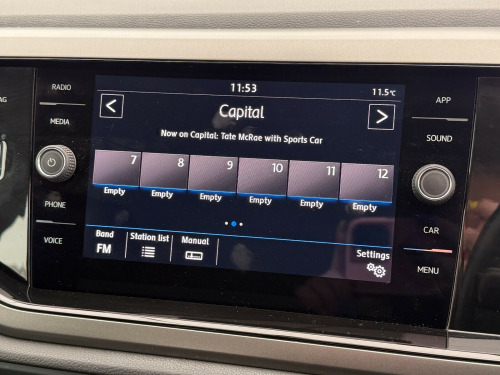 11:53
11.5°C
RADIO
MEDIA
PHONE
VOICE
<
Capital
>
Now on Capital: Tate McRae with Sports Car
7 8 9 10 11 12
Empty Empty Empty Empty Empty Empty
Band Station list Manual Settings
FM
APP
SOUND
CAR
MENU